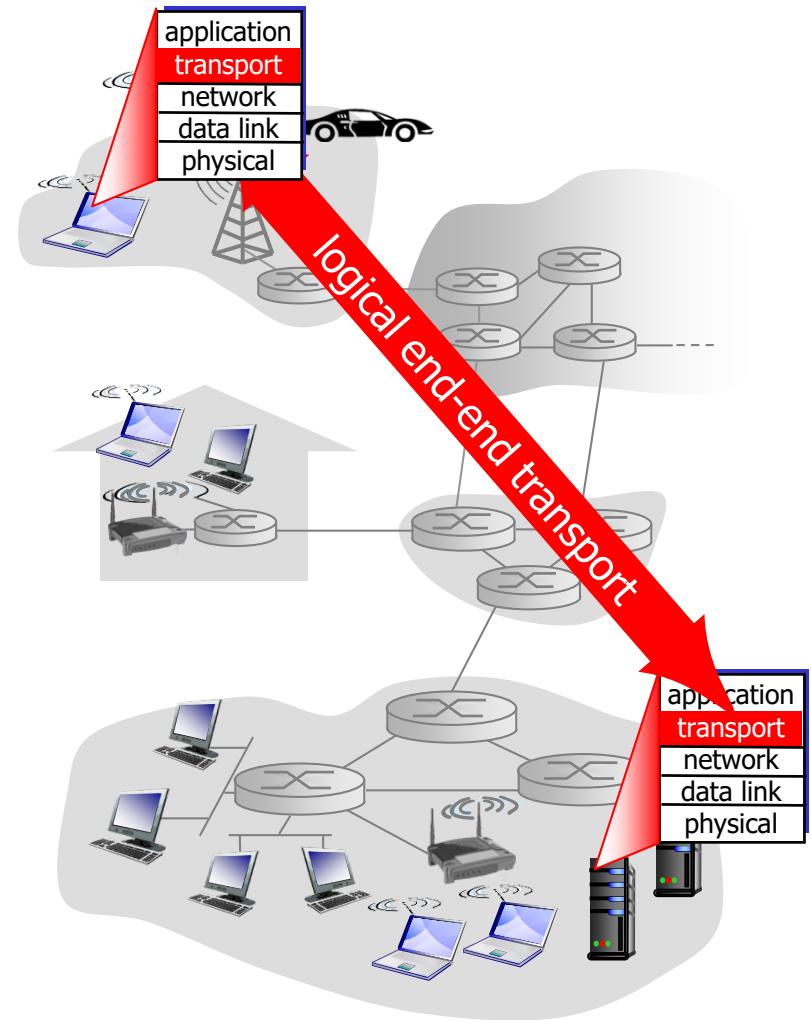 application
transport
network
data link
physical
logical end-end transport
application
transport
network
data link
physical